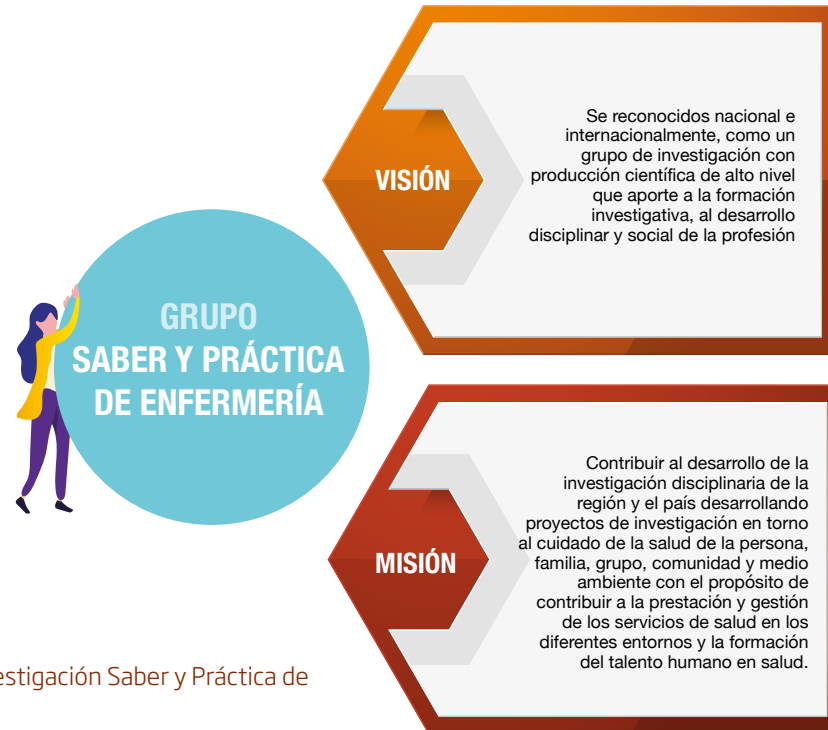 GRUPO
SABER Y PRÁCTICA
DE ENFERMERÍA
VISIÓN
Se reconocidos nacional e
internacionalmente, como un
grupo de investigación con
producción científica de alto nivel
que aporte a la formación
investigativa, al desarrollo
disciplinar y social de la profesión
MISIÓN
Contribuir al desarrollo de la
investigación disciplinaria de la
región y el país desarrollando
proyectos de investigación en torno
al cuidado de la salud de la persona,
familia, grupo, comunidad y medio
ambiente con el propósito de
contribuir a la prestación y gestión
de los servicios de salud en los
diferentes entornos y la formación
del talento humano en salud.
estigación Saber y Práctica de